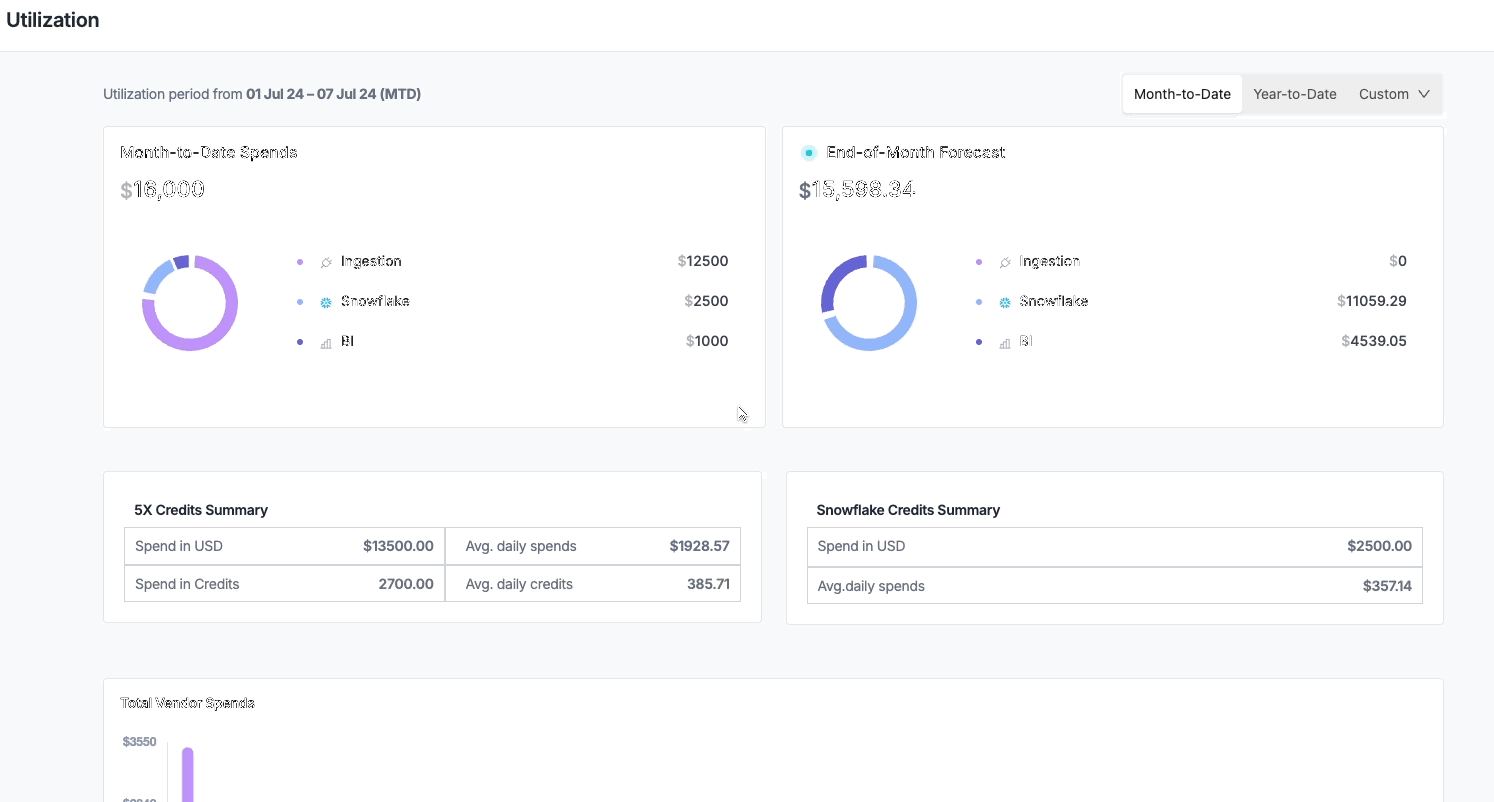 Utilization
Utilization period from 01 Jul 24 – 07 Jul 24 (MTD)
Month-to-Date Year-to-Date Custom
Month-to-Date Spends
$16,000
Ingestion $12500
Snowflake $2500
BI $1000
End-of-Month Forecast
$15,598.34
Ingestion $0
Snowflake $11059.29
BI $4539.05
5X Credits Summary
Spend in USD $13500.00 Avg. daily spends $1928.57
Spend in Credits 2700.00 Avg. daily credits 385.71
Snowflake Credits Summary
Spend in USD $2500.00
Avg.daily spends $357.14
Total Vendor Spends
$3550